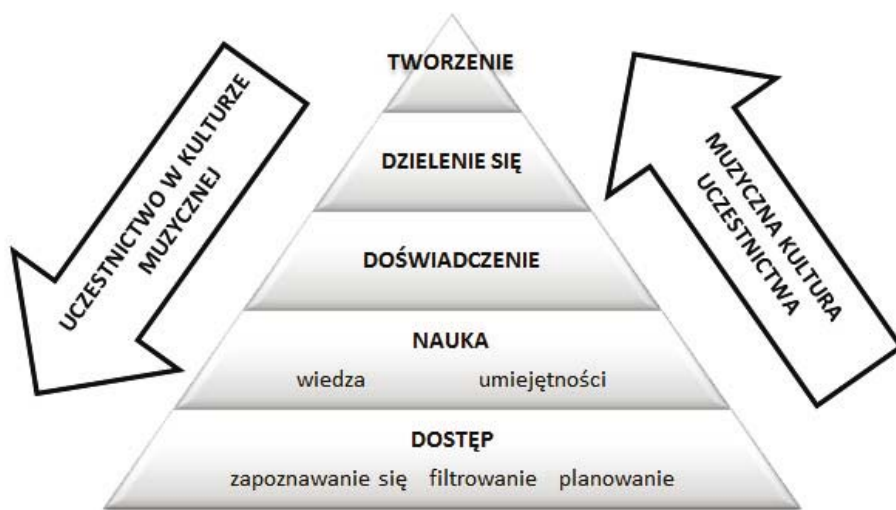 TWORZENIE
DZIELENIE SIĘ
DOŚWIADCZENIE
NAUKA
wiedza umiejętności
DOSTĘP
zapoznawanie się filtrowanie planowanie
UCZESTNICTWO W KULTURZE
MUZYCZNEJ
MUZYCZNA KULTURA
UCZESTNICTWA